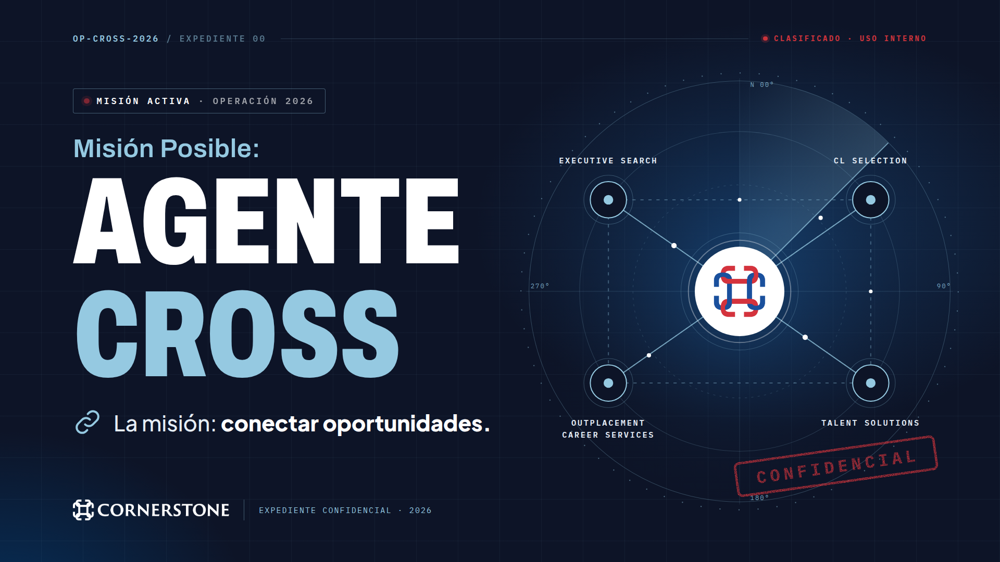 OP-CROSS-2026 / EXPEDIENTE 00
CLASIFICADO · USO INTERNO
MISIÓN ACTIVA · OPERACIÓN 2026
Misión Posible:
AGENTE
CROSS
La misión: conectar oportunidades.
CORNERSTONE
EXPEDIENTE CONFIDENCIAL · 2026
N 00°
EXECUTIVE SEARCH
CL SELECTION
270°
90°
OUTPLACEMENT
CAREER SERVICES
TALENT SOLUTIONS
CONFIDENCIAL
180°